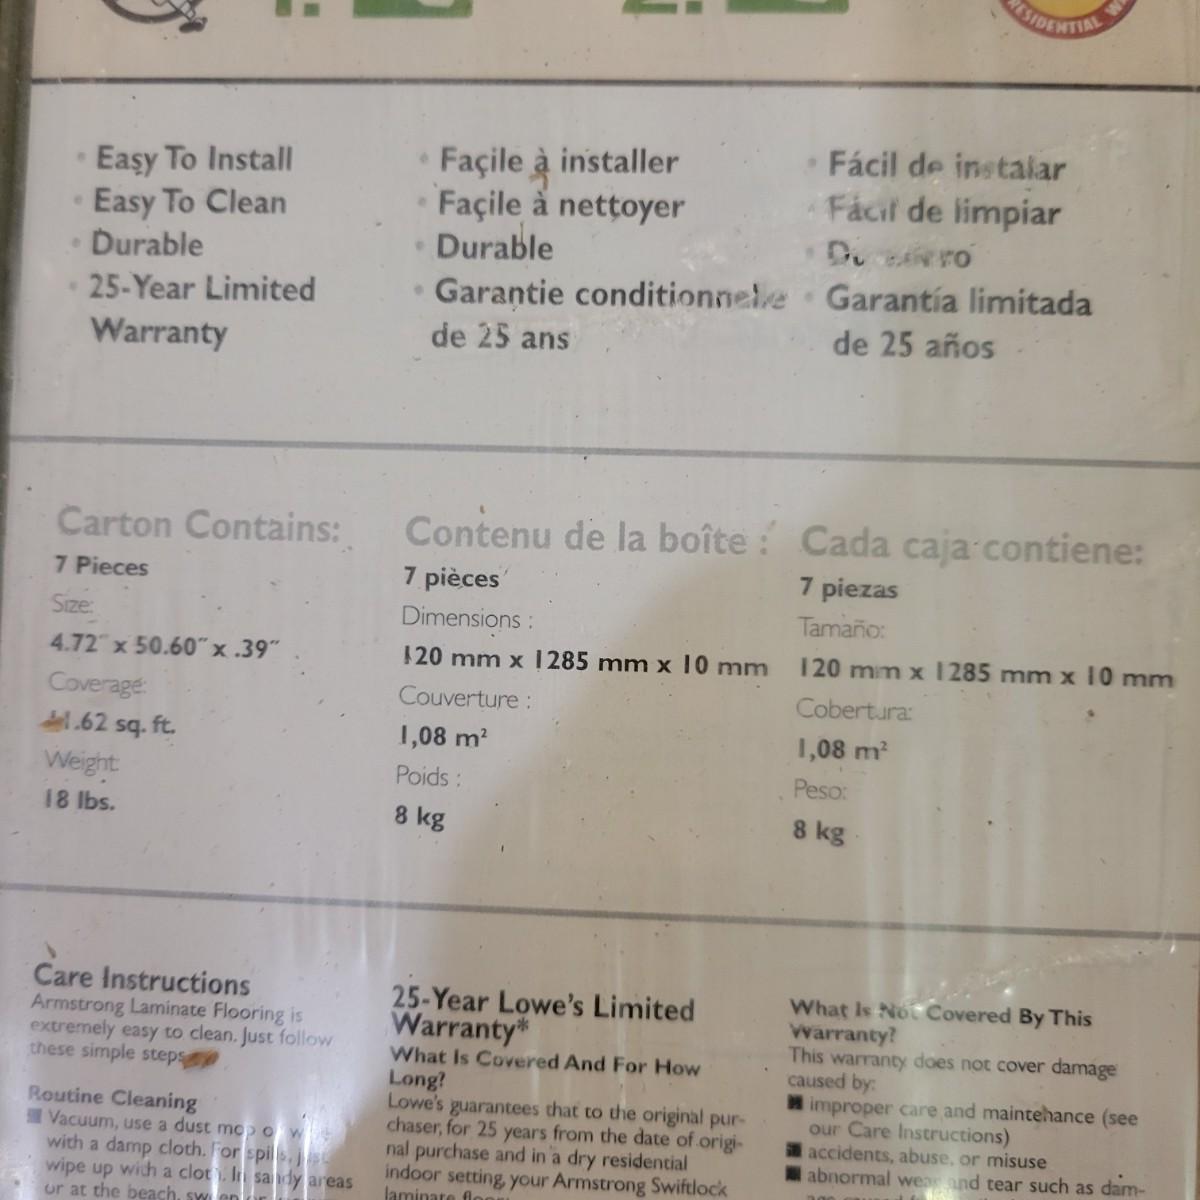 1. 2.
RESIDENTIAL
Easy To Install
Easy To Clean
Durable
25-Year Limited
Warranty
Façile à installer
Façile à nettoyer
Durable
Garantie conditionnelle
de 25 ans
Fácil de instalar
Fácil de limpiar
Garantía limitada
de 25 años
Carton Contains:
7 Pieces
Size:
4.72" x 50.60" x .39"
Coverage:
11.62 sq. ft.
Weight:
18 lbs.
Contenu de la boîte :
7 pièces
Dimensions :
120 mm x 1285 mm x 10 mm
Couverture :
1,08 m²
Poids :
8 kg
Cada caja contiene:
7 piezas
Tamaño:
120 mm x 1285 mm x 10 mm
Cobertura:
1,08 m²
Peso:
8 kg
Care Instructions
Armstrong Laminate Flooring is
extremely easy to clean. Just follow
these simple steps
Routine Cleaning
Vacuum, use a dust mop or
with a damp cloth. For spills, just
wipe up with a cloth. In sandy areas
or at the beach,
25-Year Lowe's Limited
Warranty*
What Is Covered And For How
Long?
Lowe's guarantees that to the original pur-
chaser, for 25 years from the date of origi-
nal purchase and in a dry residential
indoor setting, your Armstrong Swiftlock
laminate
What Is Not Covered By This
Warranty?
This warranty does not cover damage
caused by:
improper care and maintenance (see
our Care Instructions)
accidents, abuse, or misuse
abnormal wear and tear such as dam-